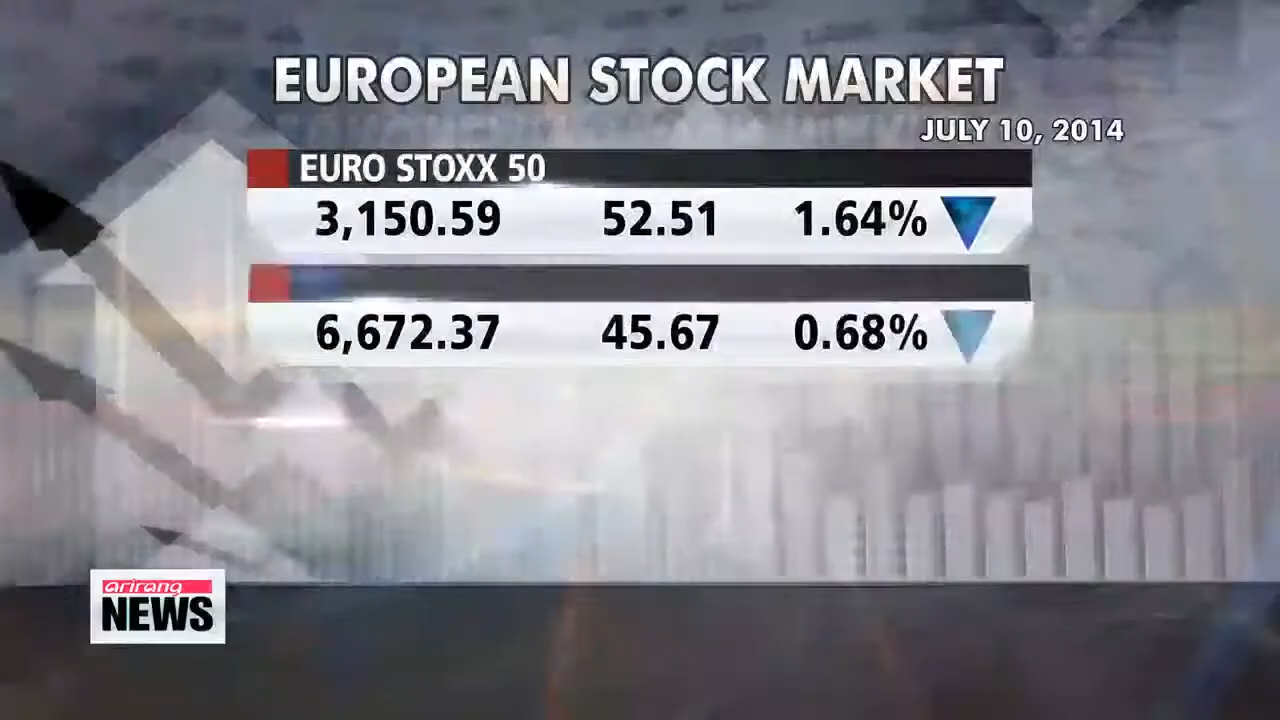 EUROPEAN STOCK MARKET
JULY 10, 2014
EURO STOXX 50
3,150.59 52.51 1.64%
6,672.37 45.67 0.68%
arirang
NEWS